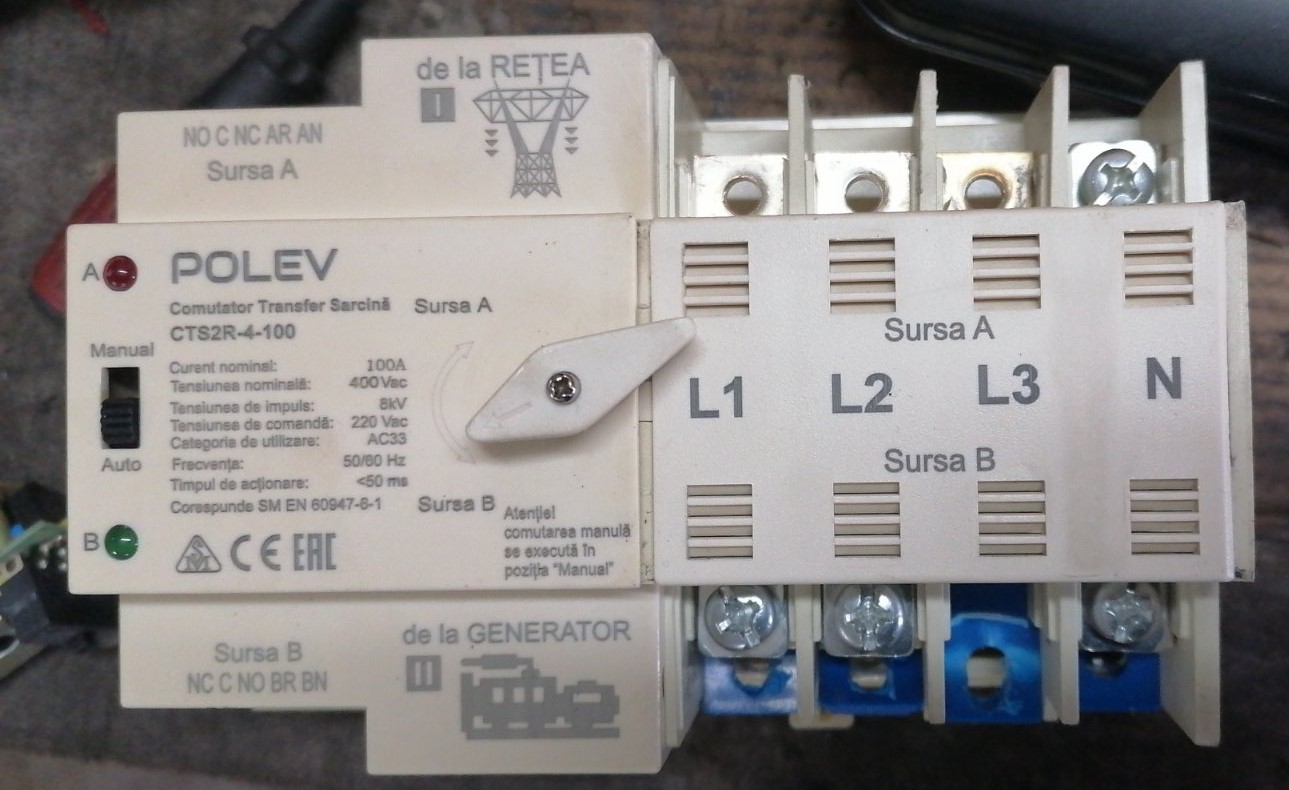 de la REȚEA
I
NO C NC AR AN
Sursa A
A
POLEV
Comutator Transfer Sarcină
CTS2R-4-100
Sursa A
Manual
Auto
Curent nominal: 100A
Tensiunea nominală: 400Vac
Tensiunea de impuls: 8kV
Tensiunea de comandă: 220 Vac
Categoria de utilizare: AC33
Frecvența: 50/60 Hz
Timpul de acționare: <50 ms
Corespunde SM EN 60947-6-1
B
SM CE EAC
Sursa B
Atenție!
comutarea manulă
se execută în
poziția "Manual"
Sursa A
L1 L2 L3 N
Sursa B
de la GENERATOR
II
Sursa B
NC C NO BR BN